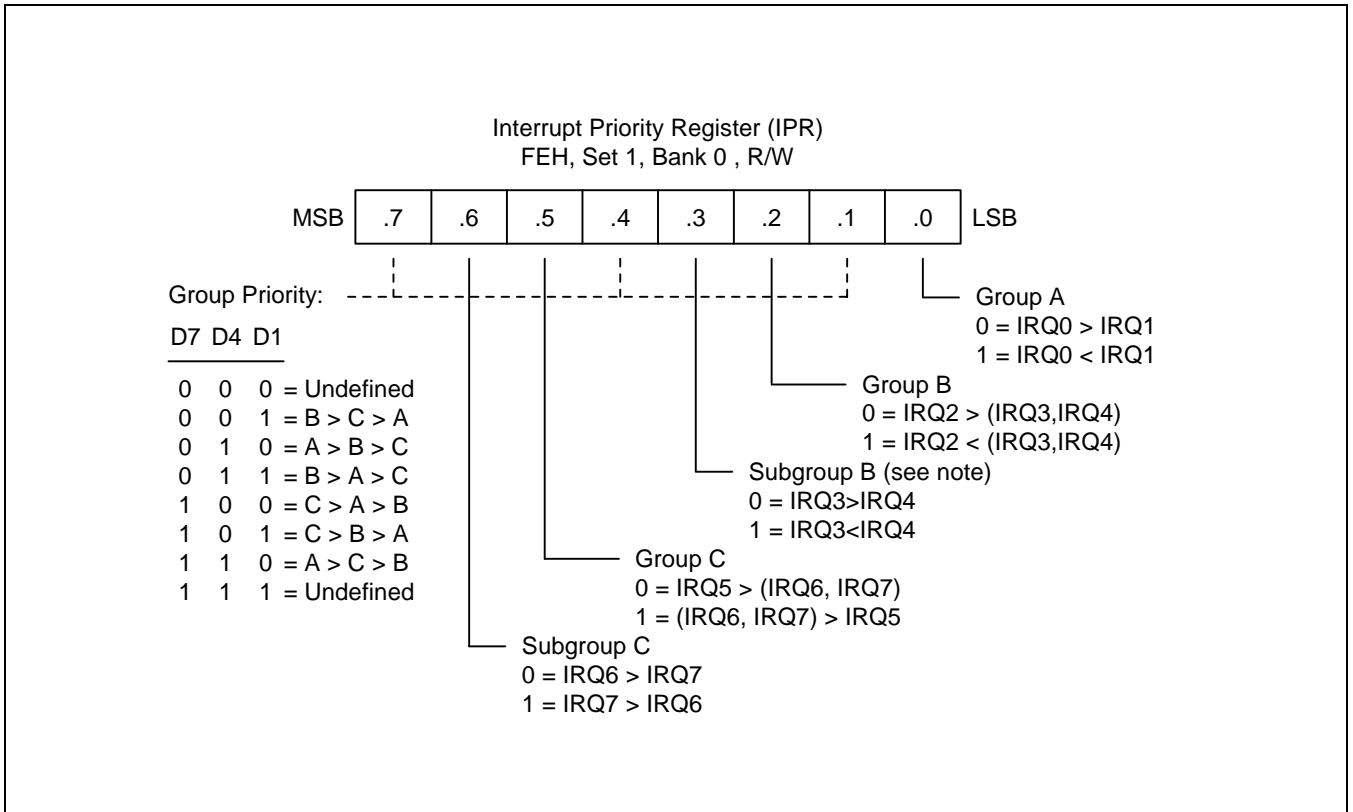 Interrupt Priority Register (IPR)
FEH, Set 1, Bank 0 , R/W
MSB .7 .6 .5 .4 .3 .2 .1 .0 LSB
Group Priority:
D7 D4 D1
0 0 0 = Undefined
0 0 1 = B > C > A
0 1 0 = A > B > C
0 1 1 = B > A > C
1 0 0 = C > A > B
1 0 1 = C > B > A
1 1 0 = A > C > B
1 1 1 = Undefined
Group A
0 = IRQ0 > IRQ1
1 = IRQ0 < IRQ1
Group B
0 = IRQ2 > (IRQ3,IRQ4)
1 = IRQ2 < (IRQ3,IRQ4)
Subgroup B (see note)
0 = IRQ3>IRQ4
1 = IRQ3<IRQ4
Group C
0 = IRQ5 > (IRQ6, IRQ7)
1 = (IRQ6, IRQ7) > IRQ5
Subgroup C
0 = IRQ6 > IRQ7
1 = IRQ7 > IRQ6